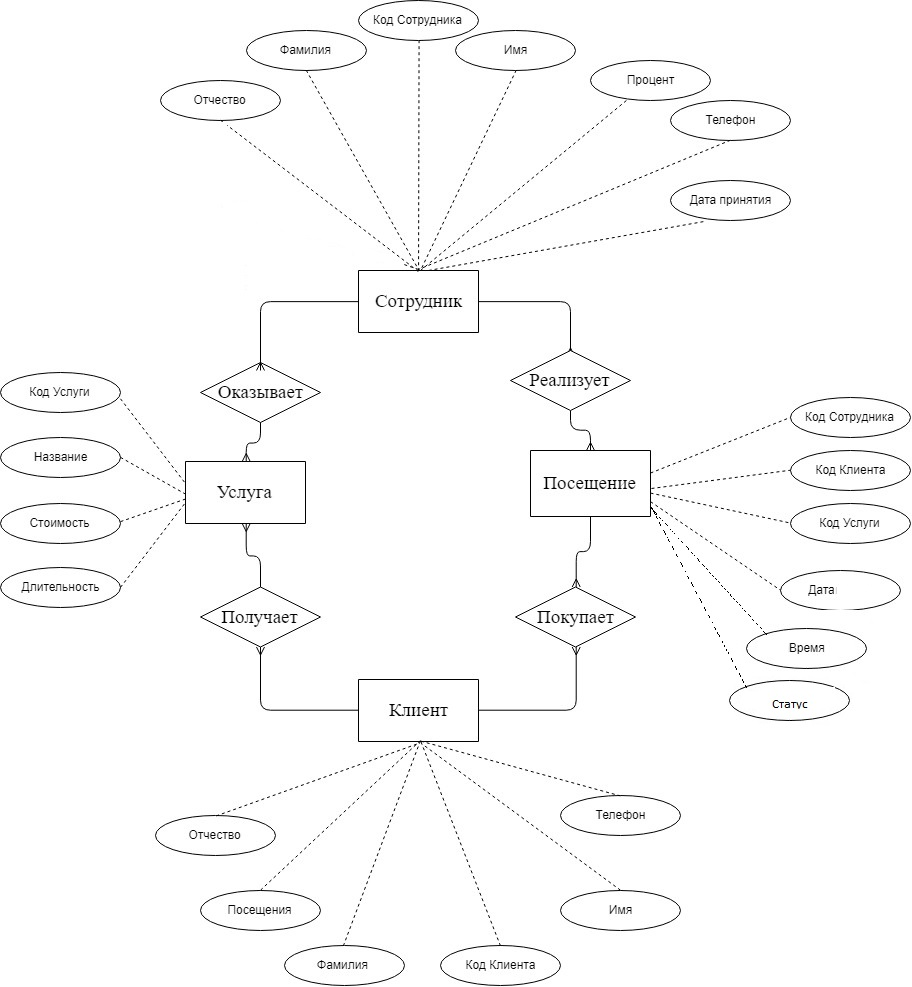 Код Сотрудника
Фамилия
Имя
Отчество
Процент
Телефон
Дата принятия
Сотрудник
Оказывает
Реализует
Код Услуги
Название
Стоимость
Длительность
Услуга
Посещение
Код Сотрудника
Код Клиента
Код Услуги
Дата
Время
Статус
Получает
Покупает
Клиент
Отчество
Телефон
Посещения
Имя
Фамилия
Код Клиента